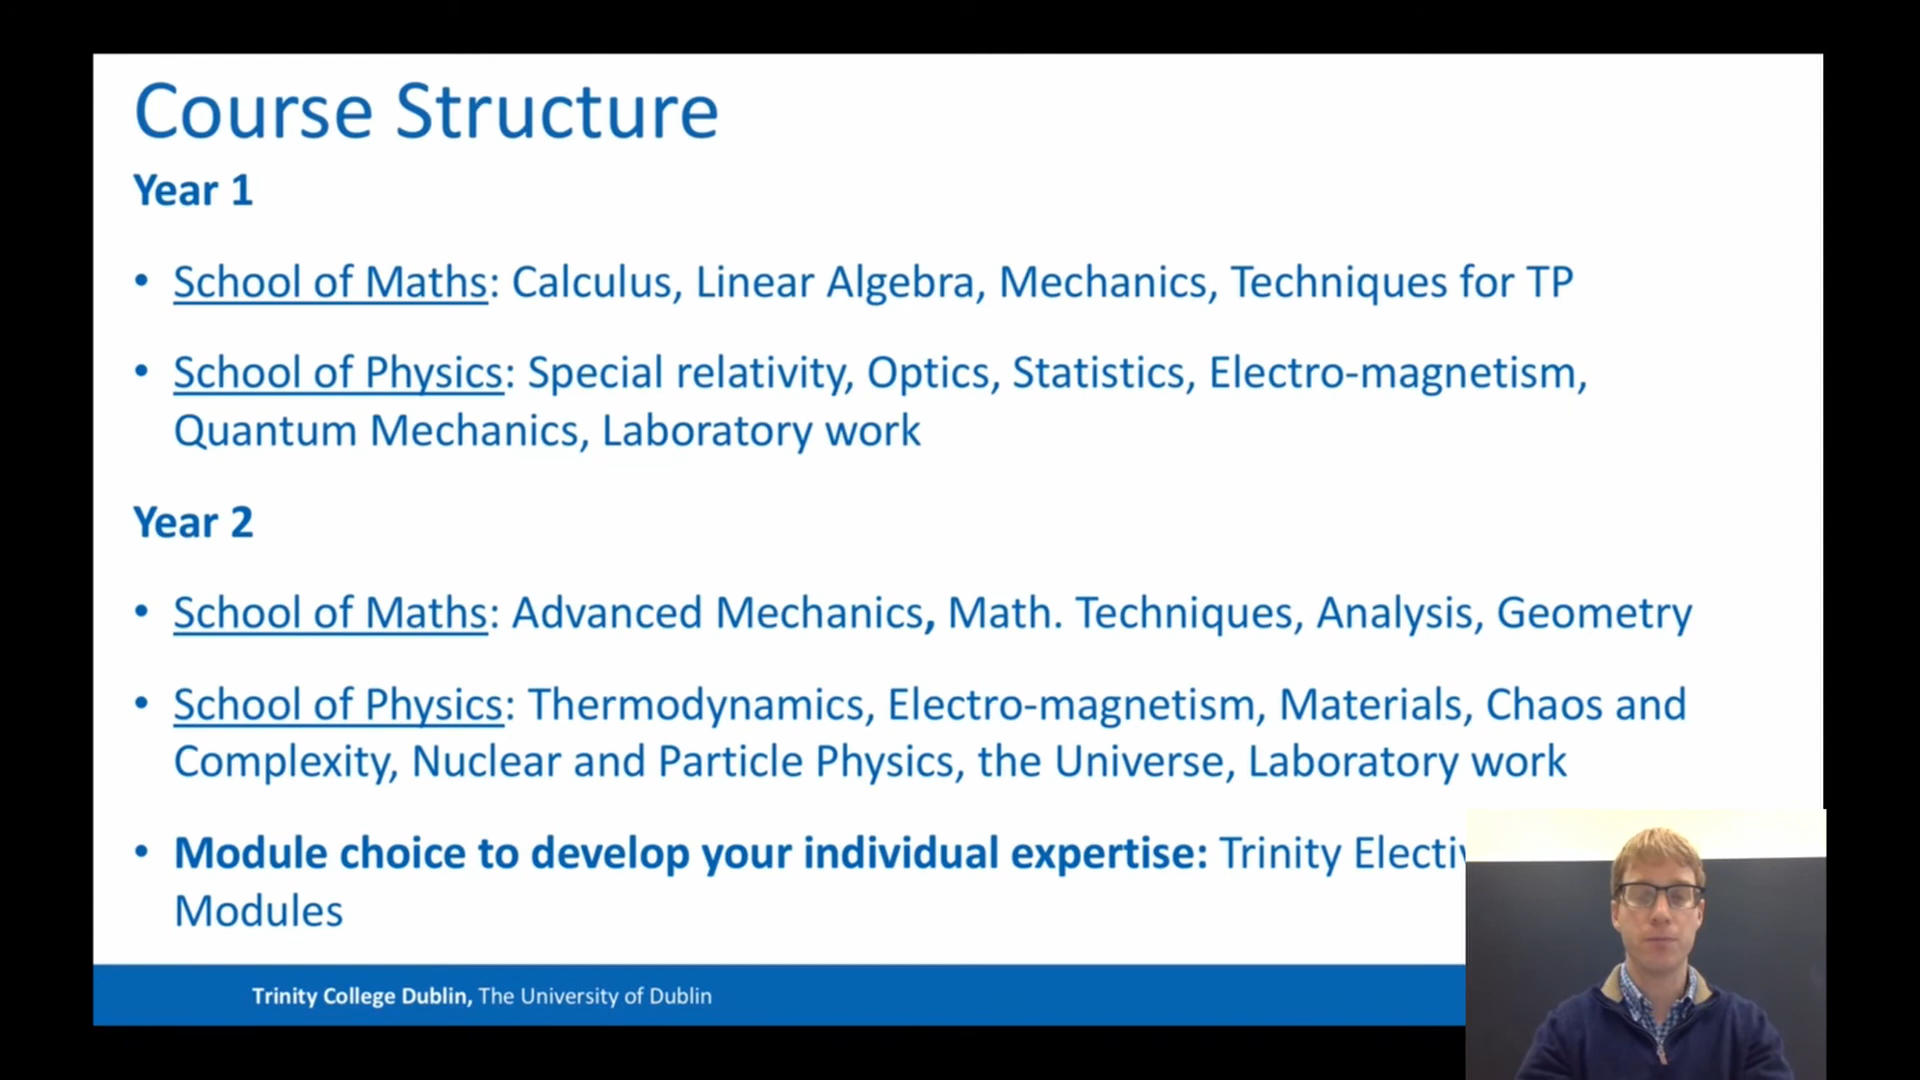 Course Structure
Year 1
• School of Maths: Calculus, Linear Algebra, Mechanics, Techniques for TP
• School of Physics: Special relativity, Optics, Statistics, Electro-magnetism,
Quantum Mechanics, Laboratory work
Year 2
• School of Maths: Advanced Mechanics, Math. Techniques, Analysis, Geometry
• School of Physics: Thermodynamics, Electro-magnetism, Materials, Chaos and
Complexity, Nuclear and Particle Physics, the Universe, Laboratory work
• Module choice to develop your individual expertise: Trinity
Modules
Trinity College Dublin, The University of Dublin